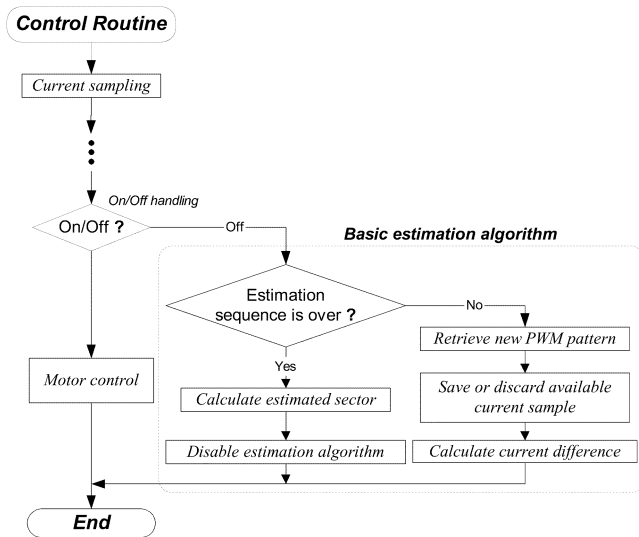 Control Routine
Current sampling
On/Off handling
On/Off ?
Off
Basic estimation algorithm
Estimation
sequence is over ?
No
Yes
Retrieve new PWM pattern
Motor control
Calculate estimated sector
Save or discard available
current sample
Disable estimation algorithm
Calculate current difference
End